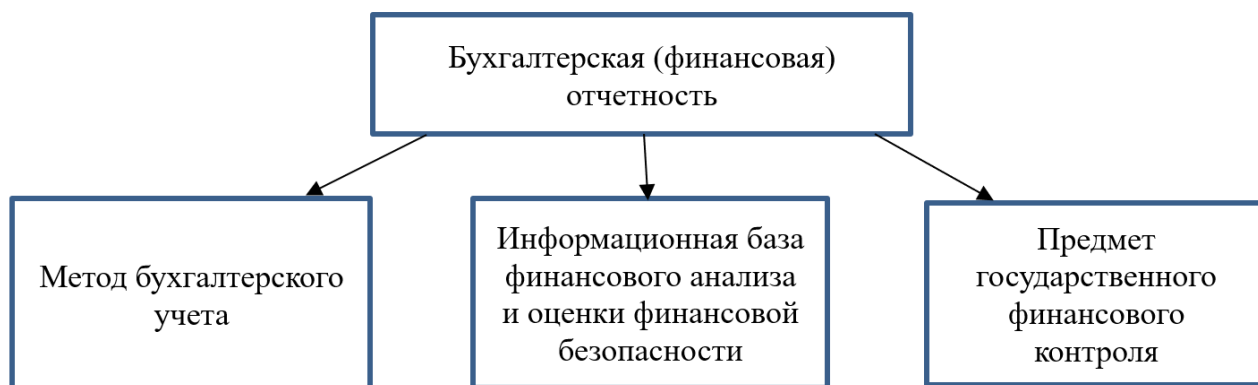 Бухгалтерская (финансовая)
отчетность
Метод бухгалтерского
учета
Информационная база
финансового анализа
и оценки финансовой
безопасности
Предмет
государственного
финансового
контроля